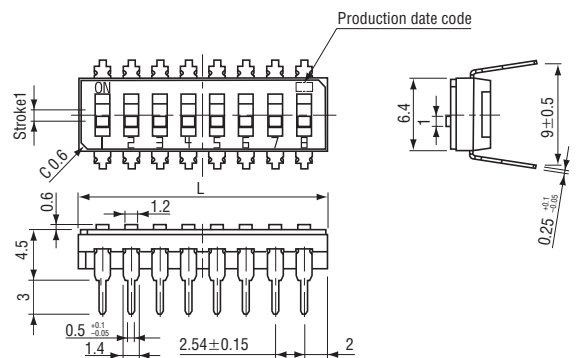 Production date code
ON
1 2 3 4 5 6 7 8
Stroke1
C 0.6
6.4
1
9±0.5
0.25 +0.1 -0.05
L
0.6
1.2
4.5
3
0.5 +0.1 -0.05
1.4
2.54±0.15
2